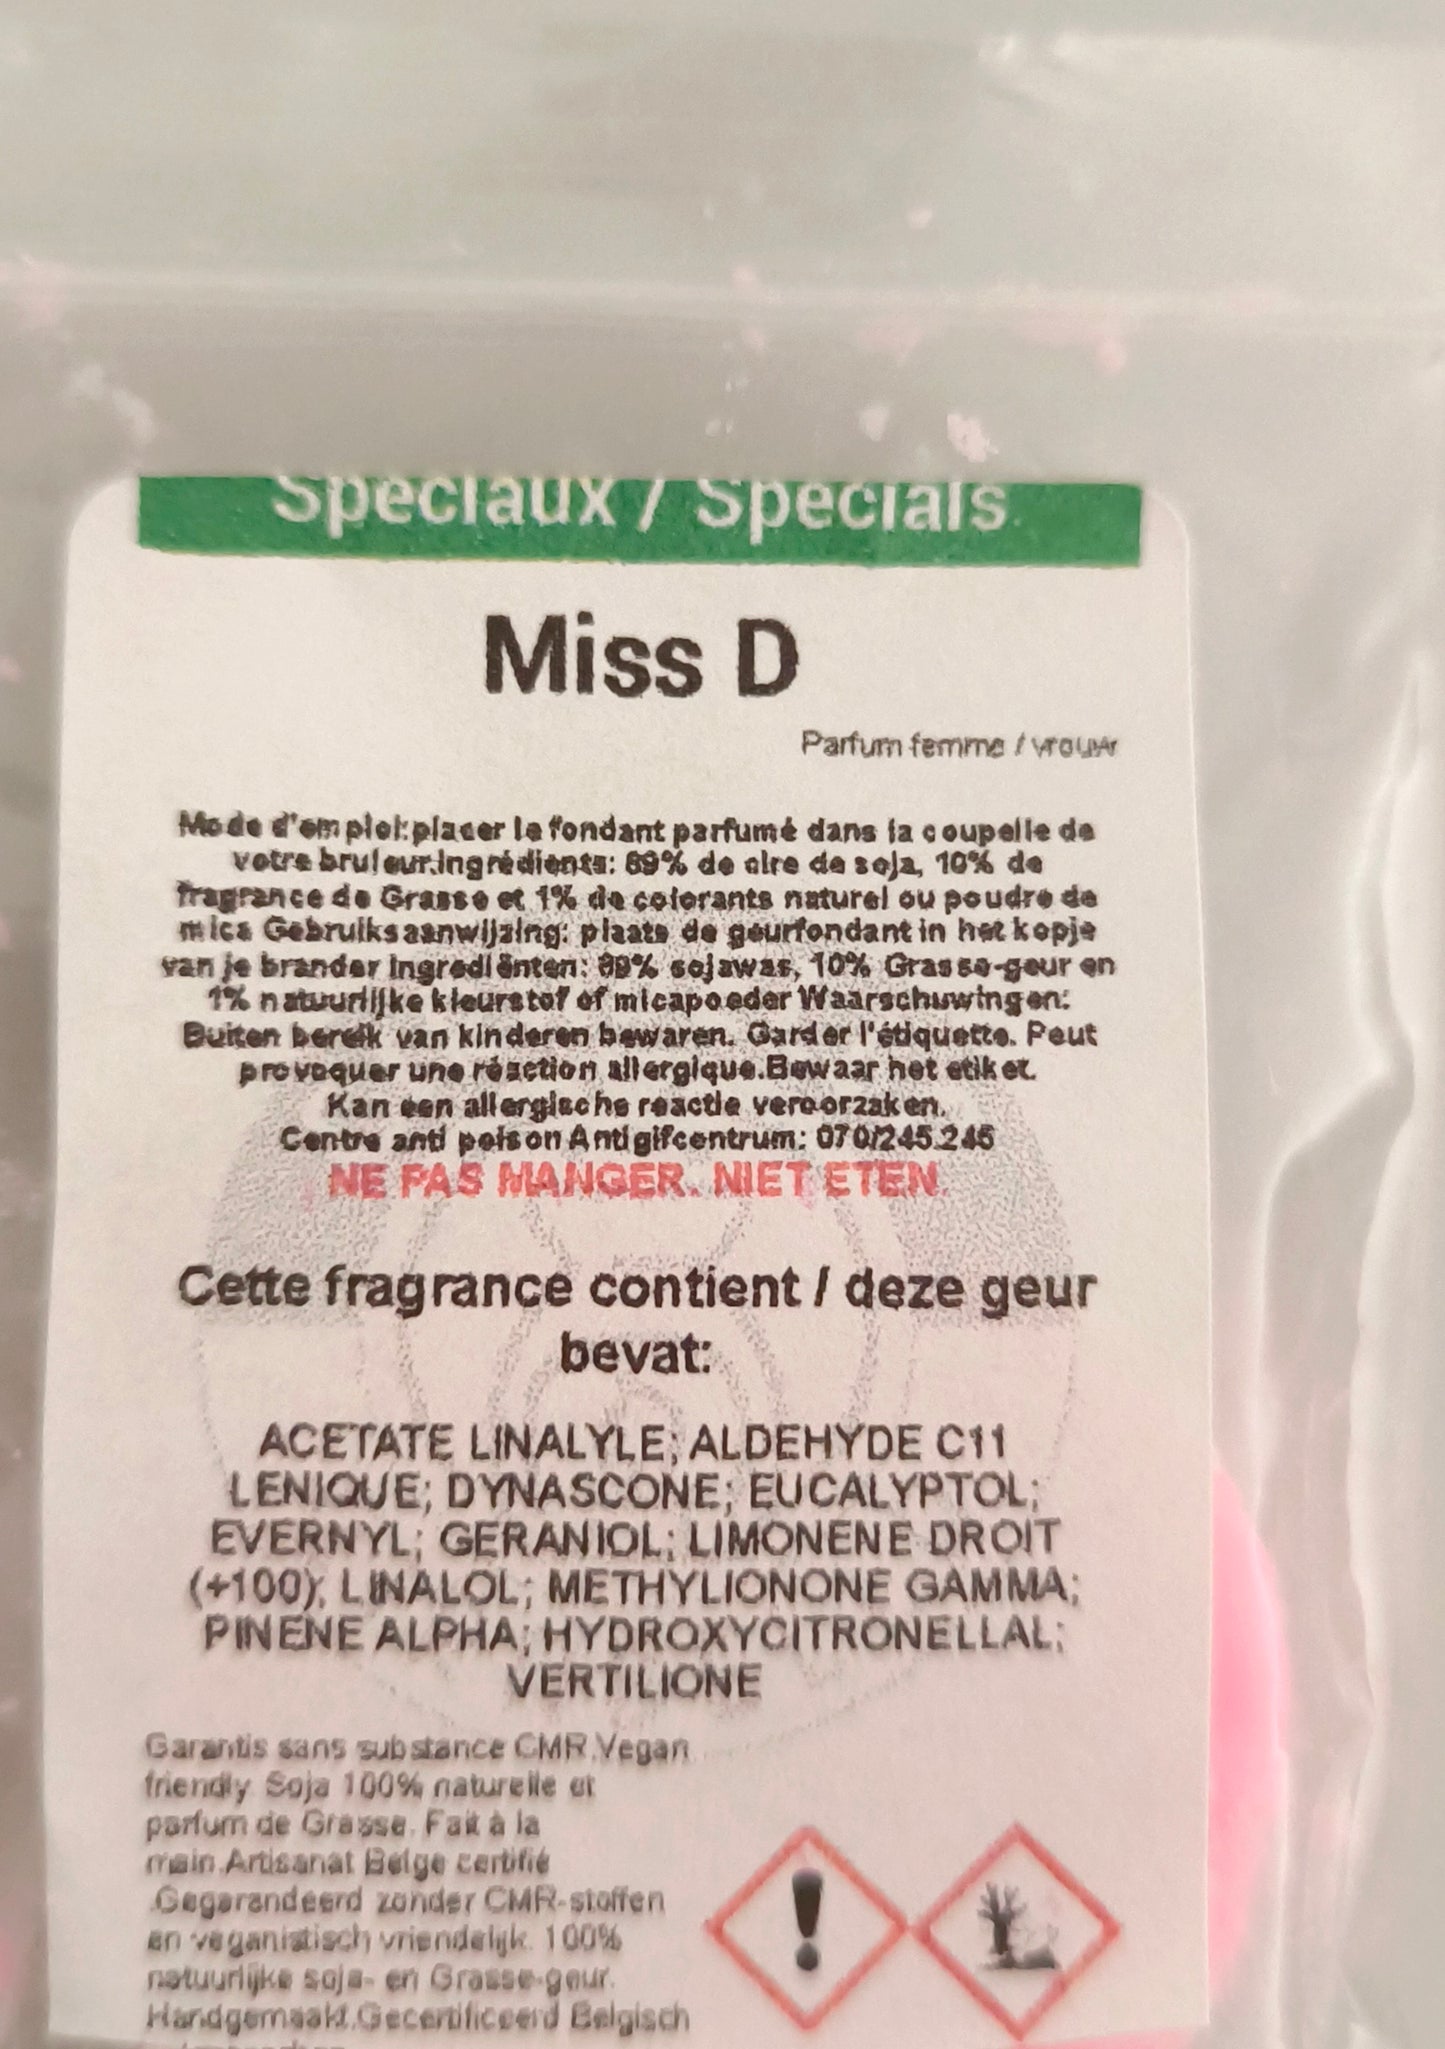 Speciaux / Specials
Miss D
Parfum femme / vrouw
Mode d'emploi:placer le fondant parfumé dans la coupelle de
votre bruleur.Ingrédients: 89% de cire de soja, 10% de
fragrance de Grasse et 1% de colorants naturel ou poudre de
mica Gebruiksaanwijzing: plaats de geurfondant in het kopje
van je brander Ingrediënten: 89% sojawas, 10% Grasse-geur en
1% natuurlijke kleurstof of micapoeder Waarschuwingen:
Buiten bereik van kinderen bewaren. Garder l'étiquette. Peut
provoquer une réaction allergique.Bewaar het etiket.
Kan een allergische reactie veroorzaken.
Centre anti poison Antigifcentrum: 070/245.245
NE PAS MANGER. NIET ETEN.
Cette fragrance contient / deze geur
bevat:
ACETATE LINALYLE; ALDEHYDE C11
LENIQUE; DYNASCONE; EUCALYPTOL;
EVERNYL; GERANIOL; LIMONENE DROIT
(+100); LINALOL; METHYLIONONE GAMMA;
PINENE ALPHA; HYDROXYCITRONELLAL;
VERTILIONE
Garantis sans substance CMR.Vegan
friendly. Soja 100% naturelle et
parfum de Grasse. Fait à la
main.Artisanat Belge certifié
.Gegarandeerd zonder CMR-stoffen
en veganistisch vriendelijk. 100%
natuurlijke soja- en Grasse-geur.
Handgemaakt.Gecertificeerd Belgisch